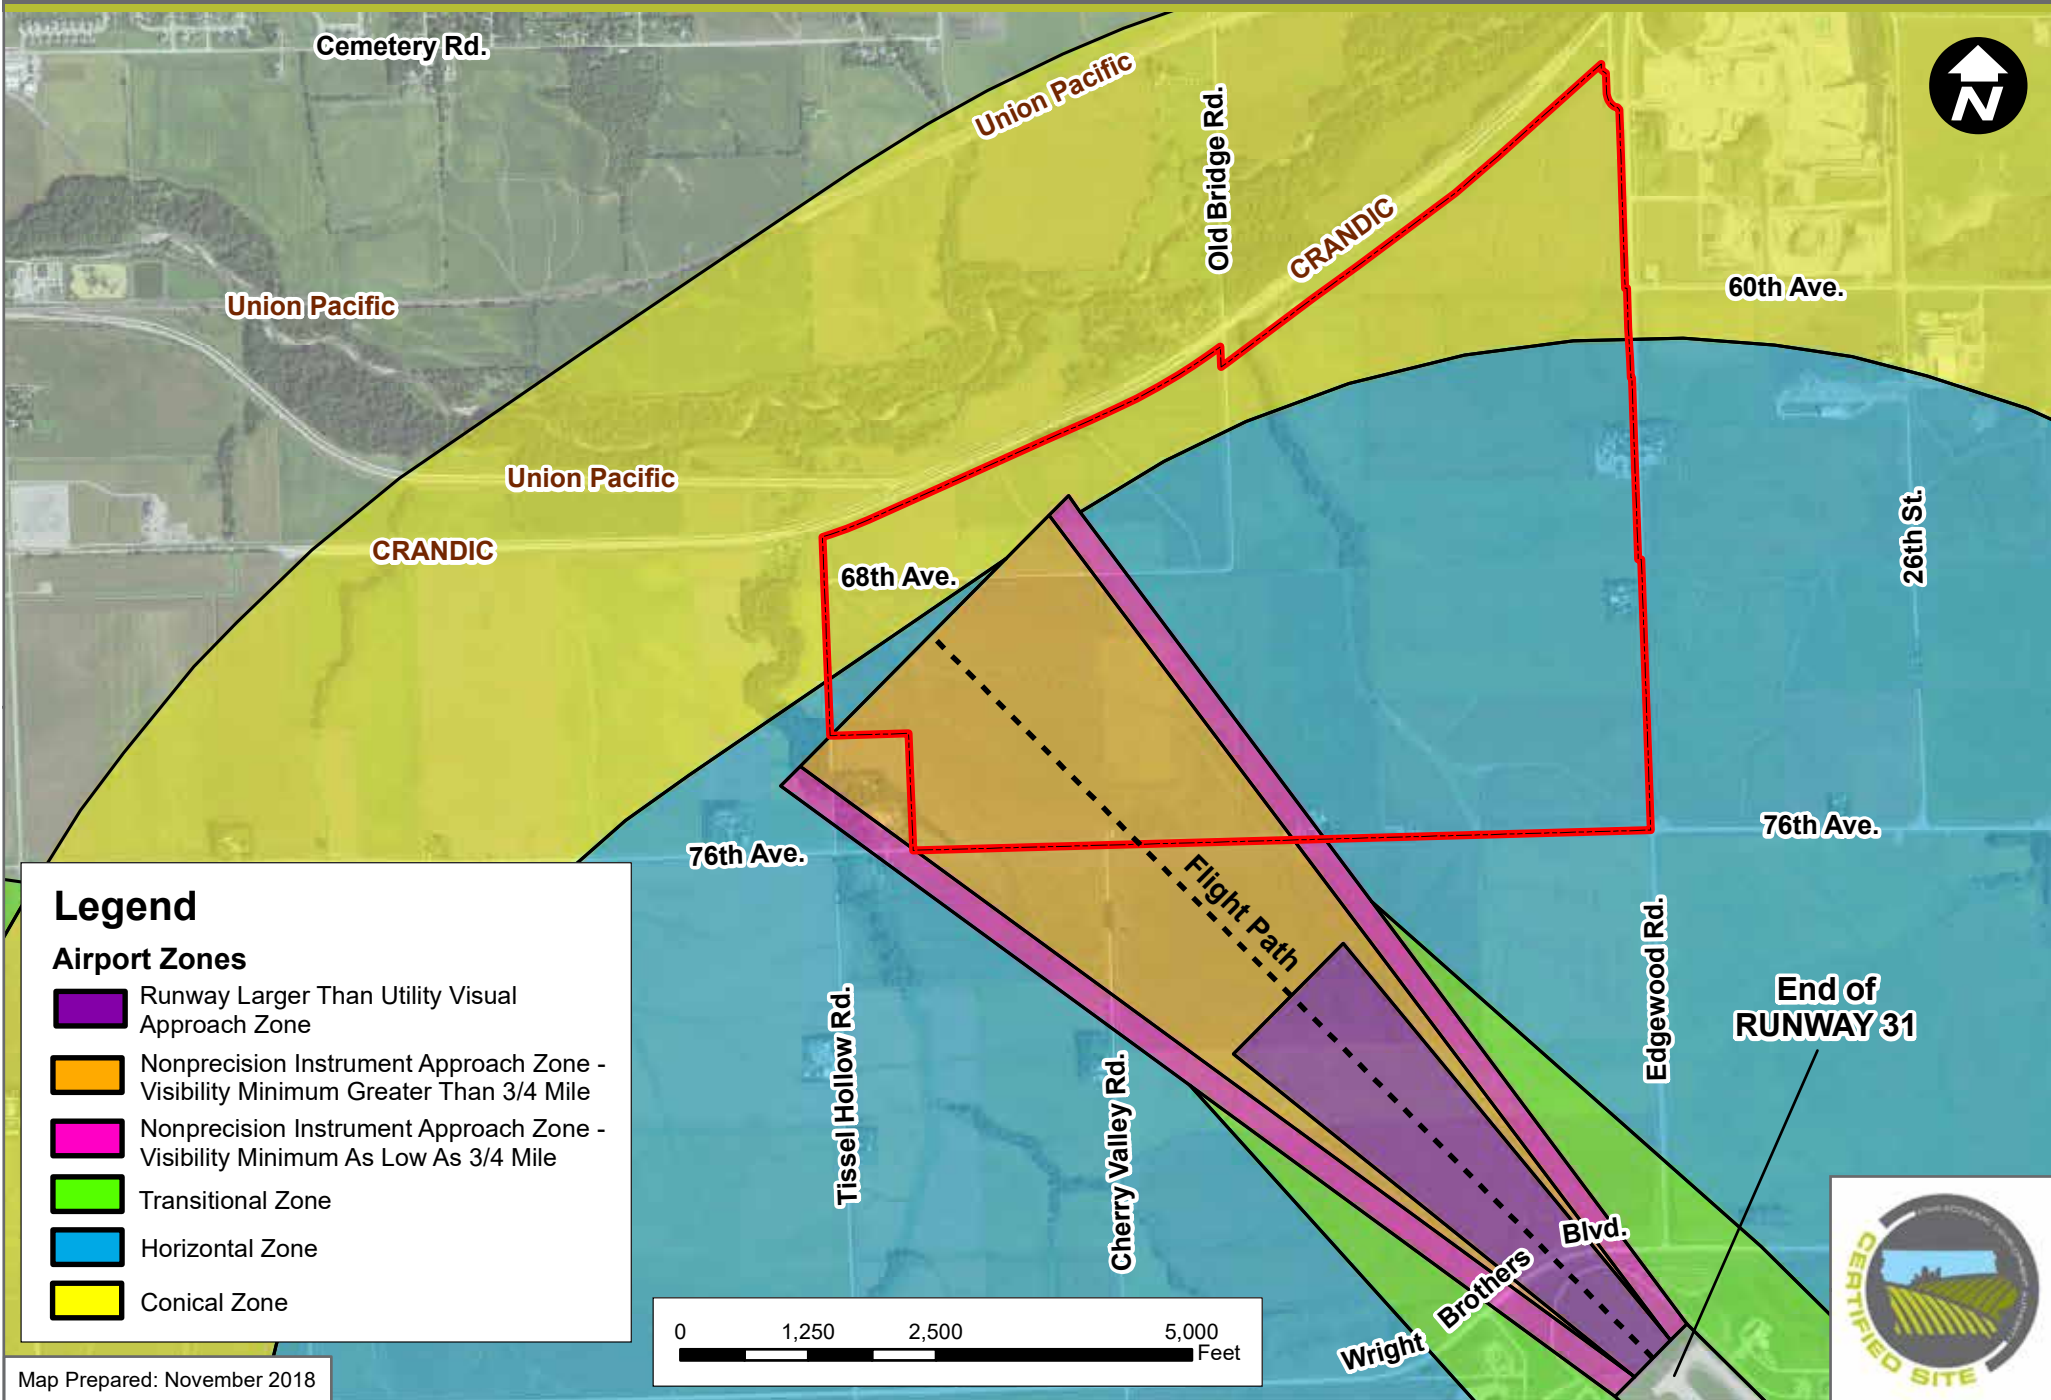 Cemetery Rd.
Union Pacific
Old Bridge Rd.
N
CRANDIC
Union Pacific
60th Ave.
Union Pacific
CRANDIC
68th Ave.
26th St.
76th Ave.
76th Ave.
Flight Path
Edgewood Rd.
End of
RUNWAY 31
Tissel Hollow Rd.
Cherry Valley Rd.
Wright Brothers Blvd.
Legend
Airport Zones
Runway Larger Than Utility Visual
Approach Zone
Nonprecision Instrument Approach Zone -
Visibility Minimum Greater Than 3/4 Mile
Nonprecision Instrument Approach Zone -
Visibility Minimum As Low As 3/4 Mile
Transitional Zone
Horizontal Zone
Conical Zone
0 1,250 2,500 5,000
Feet
Map Prepared: November 2018
CERTIFIED SITE